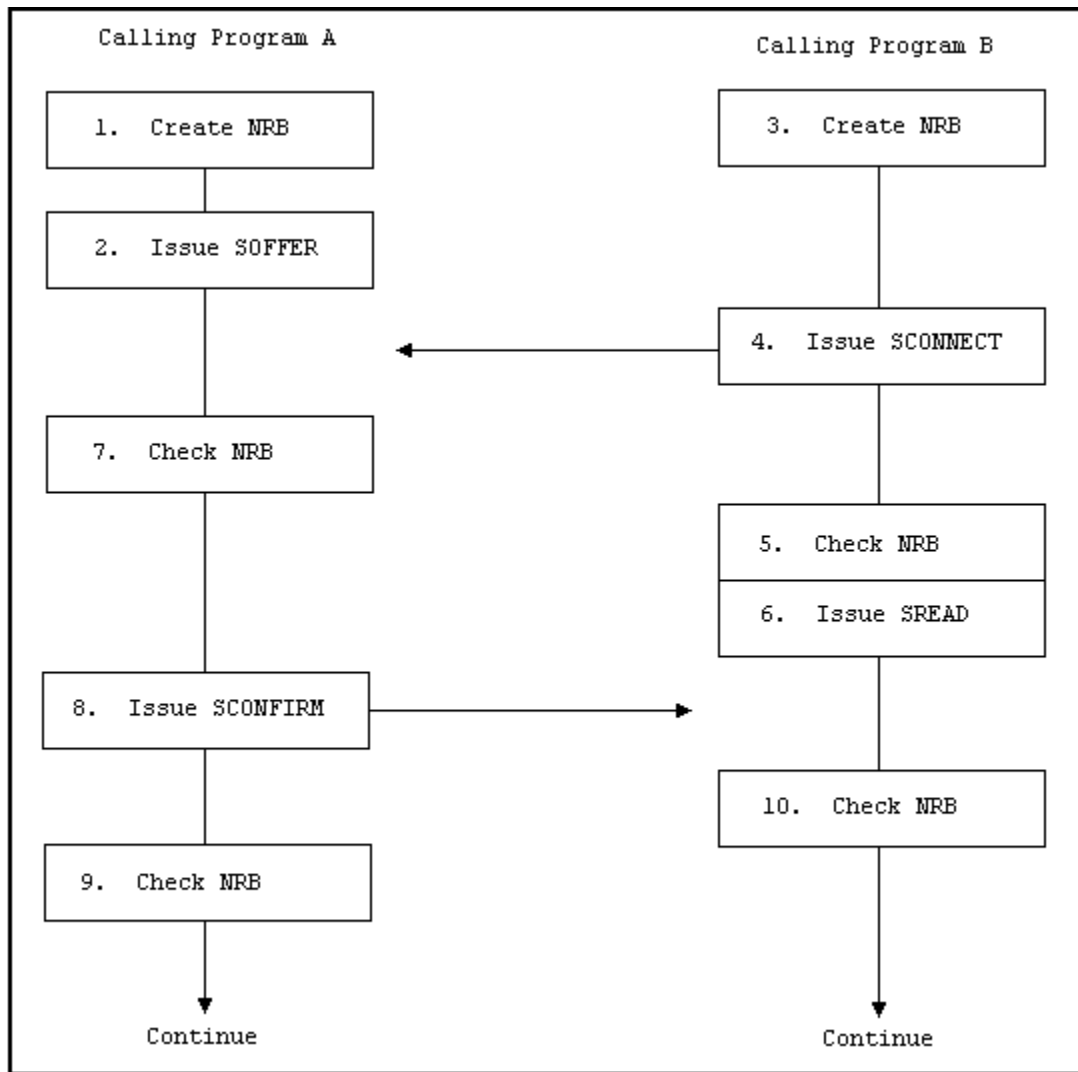 Calling Program A
Calling Program B
1. Create NRB
3. Create NRB
2. Issue SOFFER
4. Issue SCONNECT
7. Check NRB
5. Check NRB
6. Issue SREAD
8. Issue SCONFIRM
10. Check NRB
9. Check NRB
Continue
Continue